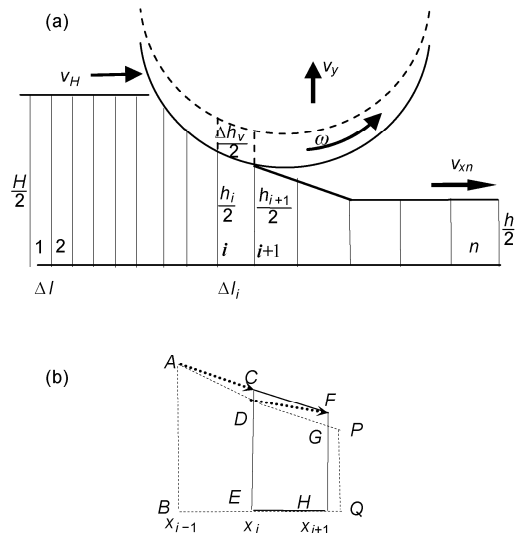 (a)
v_H
v_y
ω
Δh_v
2
v_xn
H
2
h_i
2
h_{i+1}
2
h
2
1 2 i i+1 n
Δl Δl_i
(b)
A
C
F
D
G P
B E H Q
x_{i−1} x_i x_{i+1}